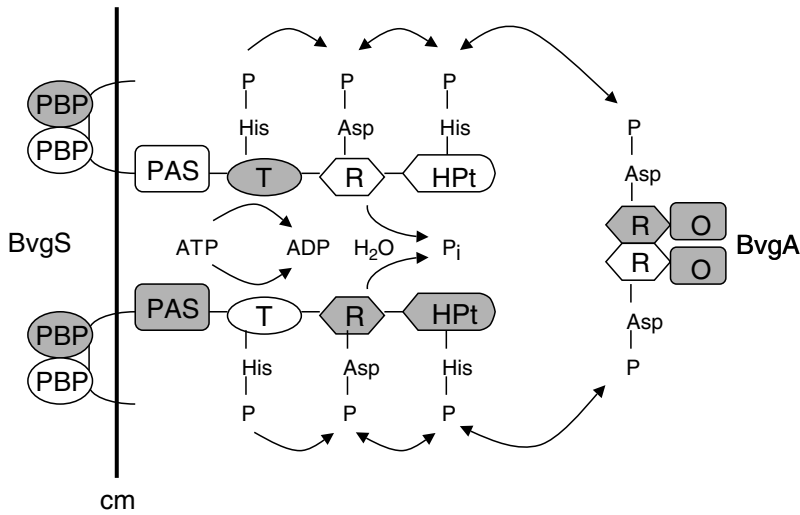 P P P
PBP His Asp His P
PBP
PAS T R HPt Asp
R O
BvgS ATP ADP H₂O Pi BvgA
R O
PAS T R HPt
PBP Asp
PBP His Asp His P
P P P
cm